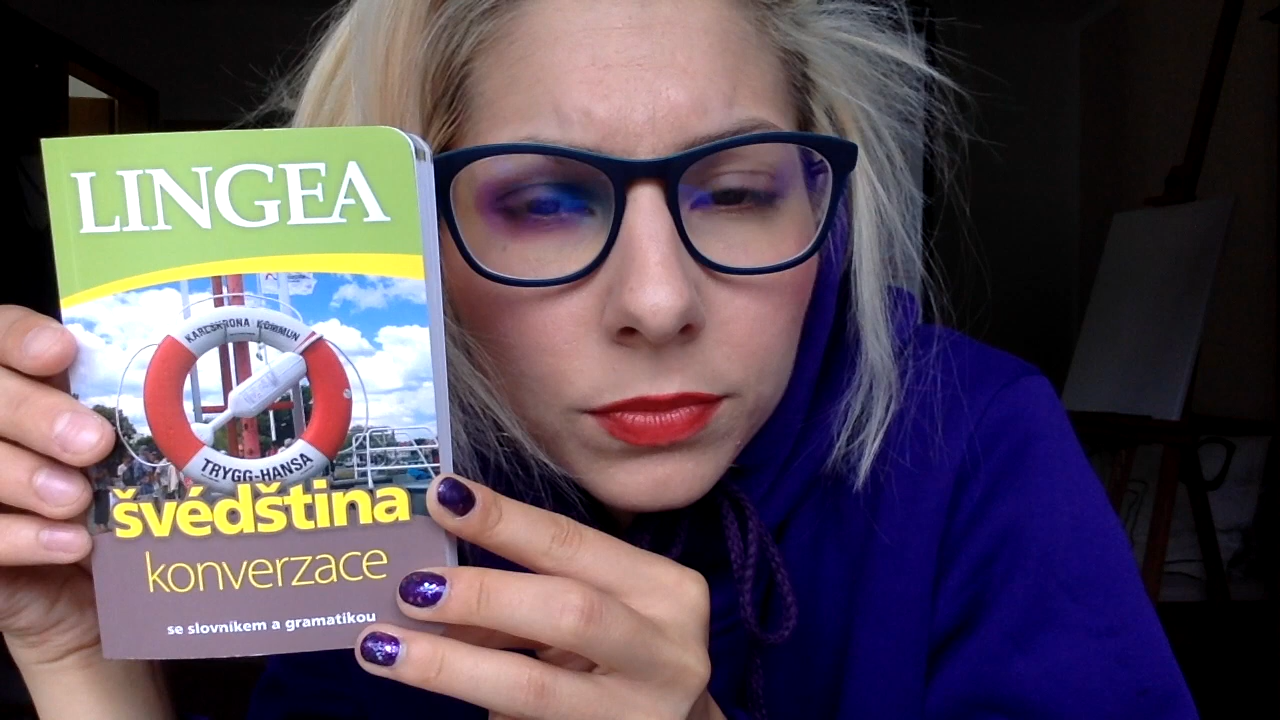 LINGEA
KARLSKRONA KOMMUN
TRYGG-HANSA
švédština
konverzace
se slovníkem a gramatikou